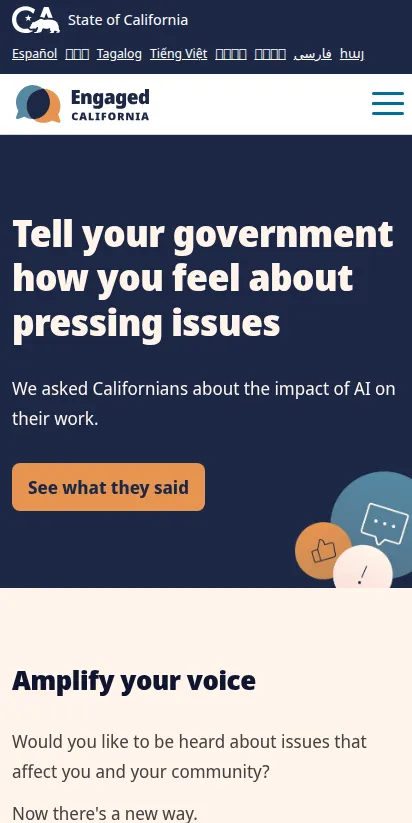 CA State of California
Español Tagalog Tiếng Việt فارسی հայ
Engaged
CALIFORNIA
Tell your government
how you feel about
pressing issues
We asked Californians about the impact of AI on
their work.
See what they said
!
Amplify your voice
Would you like to be heard about issues that
affect you and your community?
Now there's a new way.